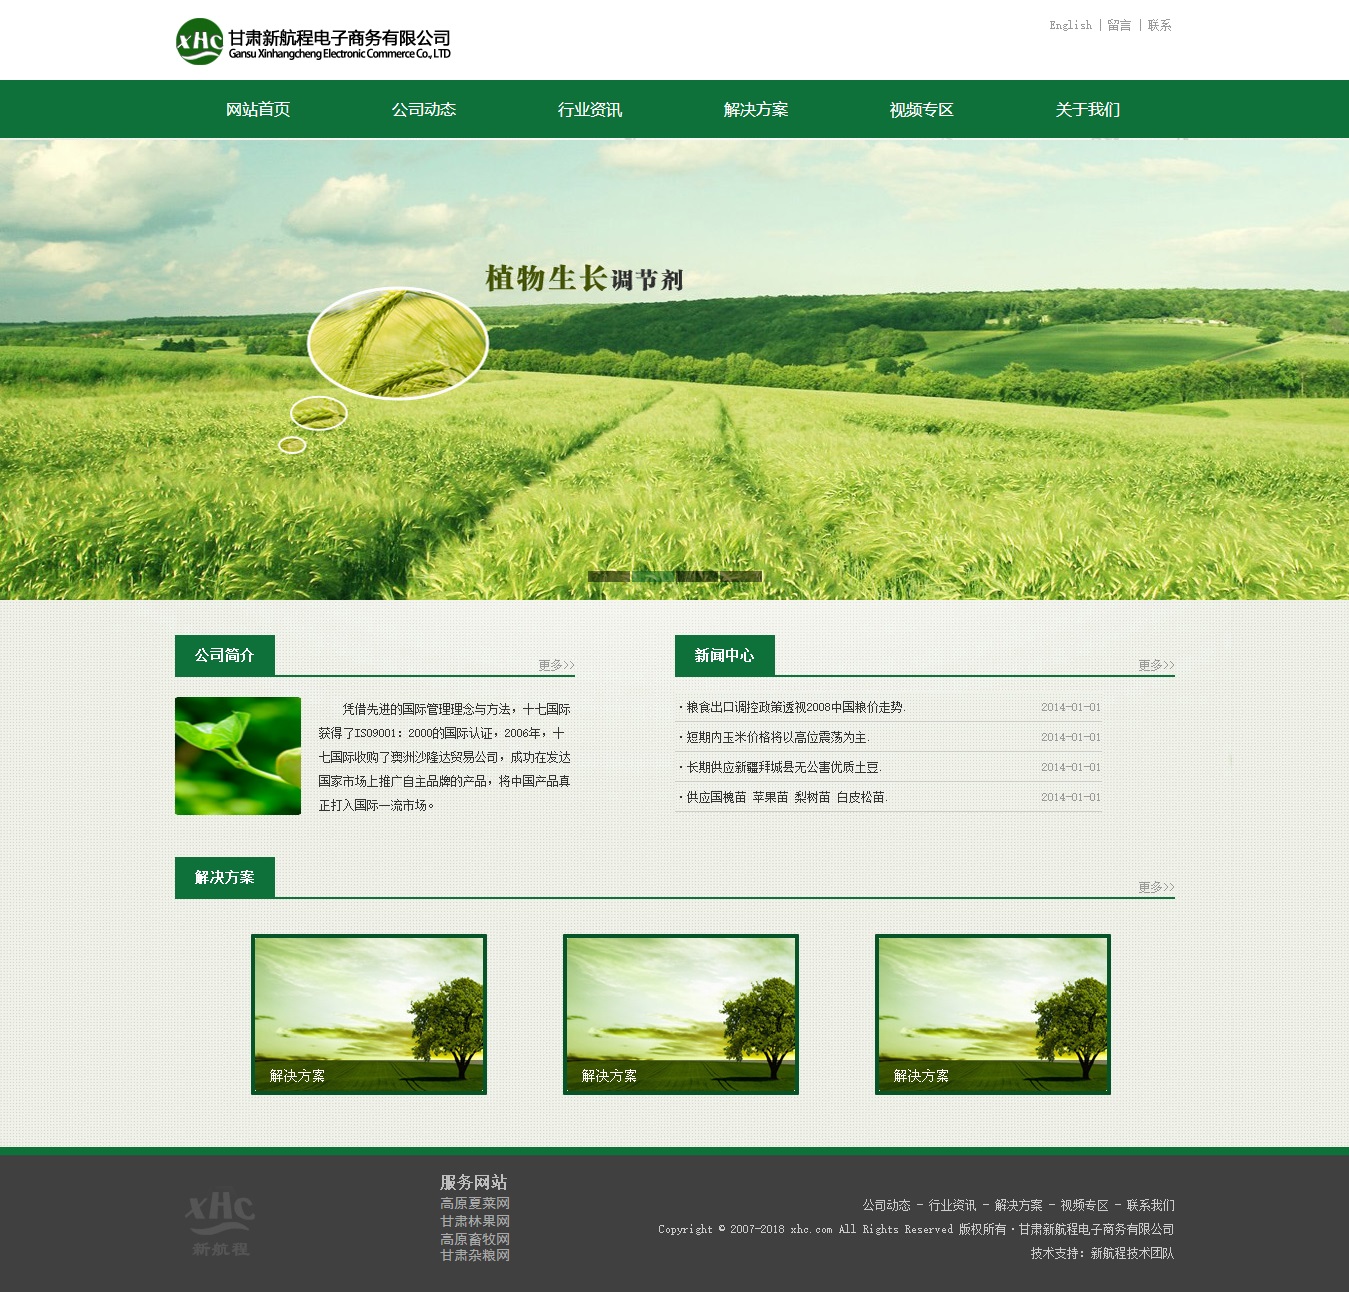 xHc 甘肃新航程电子商务有限公司
Gansu Xinhangcheng Electronic Commerce Co., LTD
English | 留言 | 联系
网站首页 公司动态 行业资讯 解决方案 视频专区 关于我们
植物生长调节剂
公司简介
更多>>
凭借先进的国际管理理念与方法，十七国际
获得了ISO9001：2000的国际认证，2006年，十
七国际收购了澳洲沙隆达贸易公司，成功在发达
国家市场上推广自主品牌的产品，将中国产品真
正打入国际一流市场。
新闻中心
更多>>
·粮食出口调控政策透视2008中国粮价走势. 2014-01-01
·短期内玉米价格将以高位震荡为主. 2014-01-01
·长期供应新疆拜城县无公害优质土豆. 2014-01-01
·供应国槐苗 苹果苗 梨树苗 白皮松苗. 2014-01-01
解决方案
更多>>
解决方案
解决方案
解决方案
xHc
新航程
服务网站
高原夏菜网
甘肃林果网
高原畜牧网
甘肃杂粮网
公司动态 - 行业资讯 - 解决方案 - 视频专区 - 联系我们
Copyright © 2007-2018 xhc.com All Rights Reserved 版权所有·甘肃新航程电子商务有限公司
技术支持：新航程技术团队